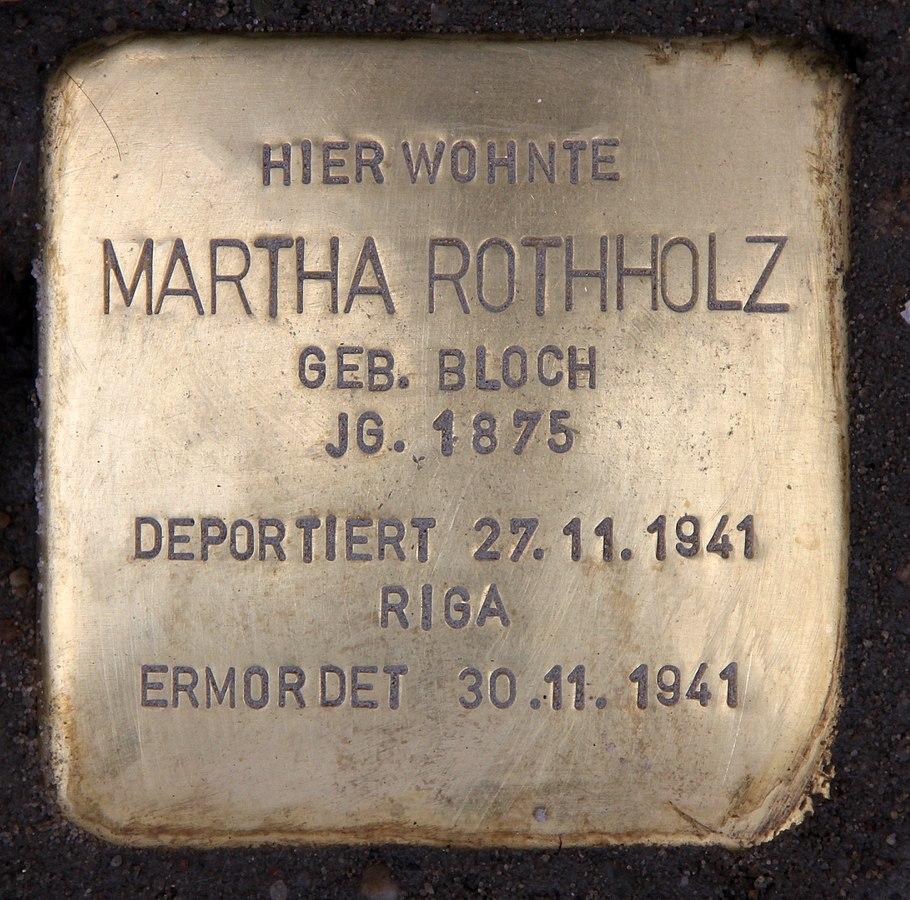 HIER WOHNTE
MARTHA ROTHHOLZ
GEB. BLOCH
JG. 1875
DEPORTIERT 27.11.1941
RIGA
ERMORDET 30.11.1941